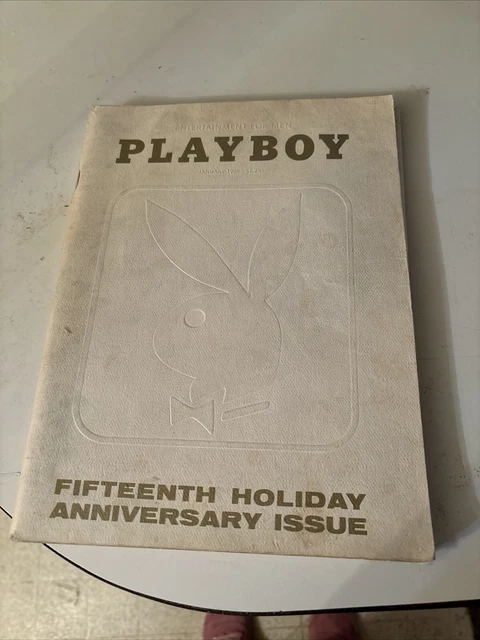 ENTERTAINMENT FOR MEN
PLAYBOY
FIFTEENTH HOLIDAY
ANNIVERSARY ISSUE